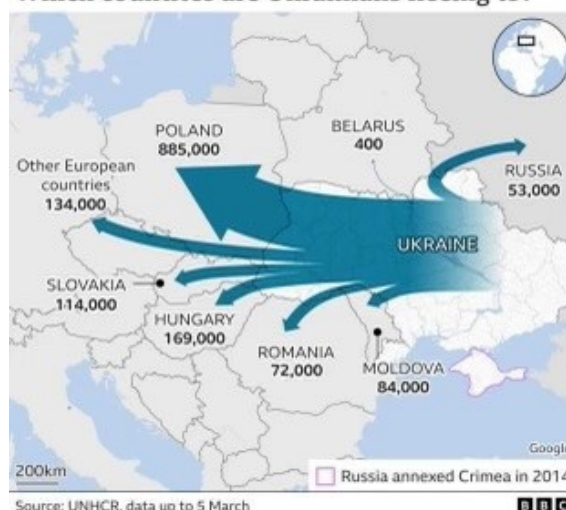 POLAND
885,000
BELARUS
400
RUSSIA
53,000
Other European
countries
134,000
UKRAINE
SLOVAKIA
114,000
HUNGARY
169,000
ROMANIA
72,000
MOLDOVA
84,000
Google
200km
Russia annexed Crimea in 2014
Source: UNHCR, data up to 5 March
BBC